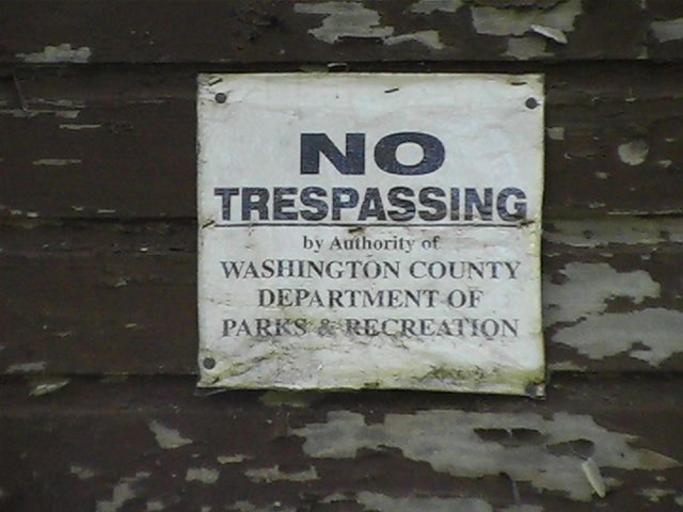 NO
TRESPASSING
by Authority of
WASHINGTON COUNTY
DEPARTMENT OF
PARKS & RECREATION